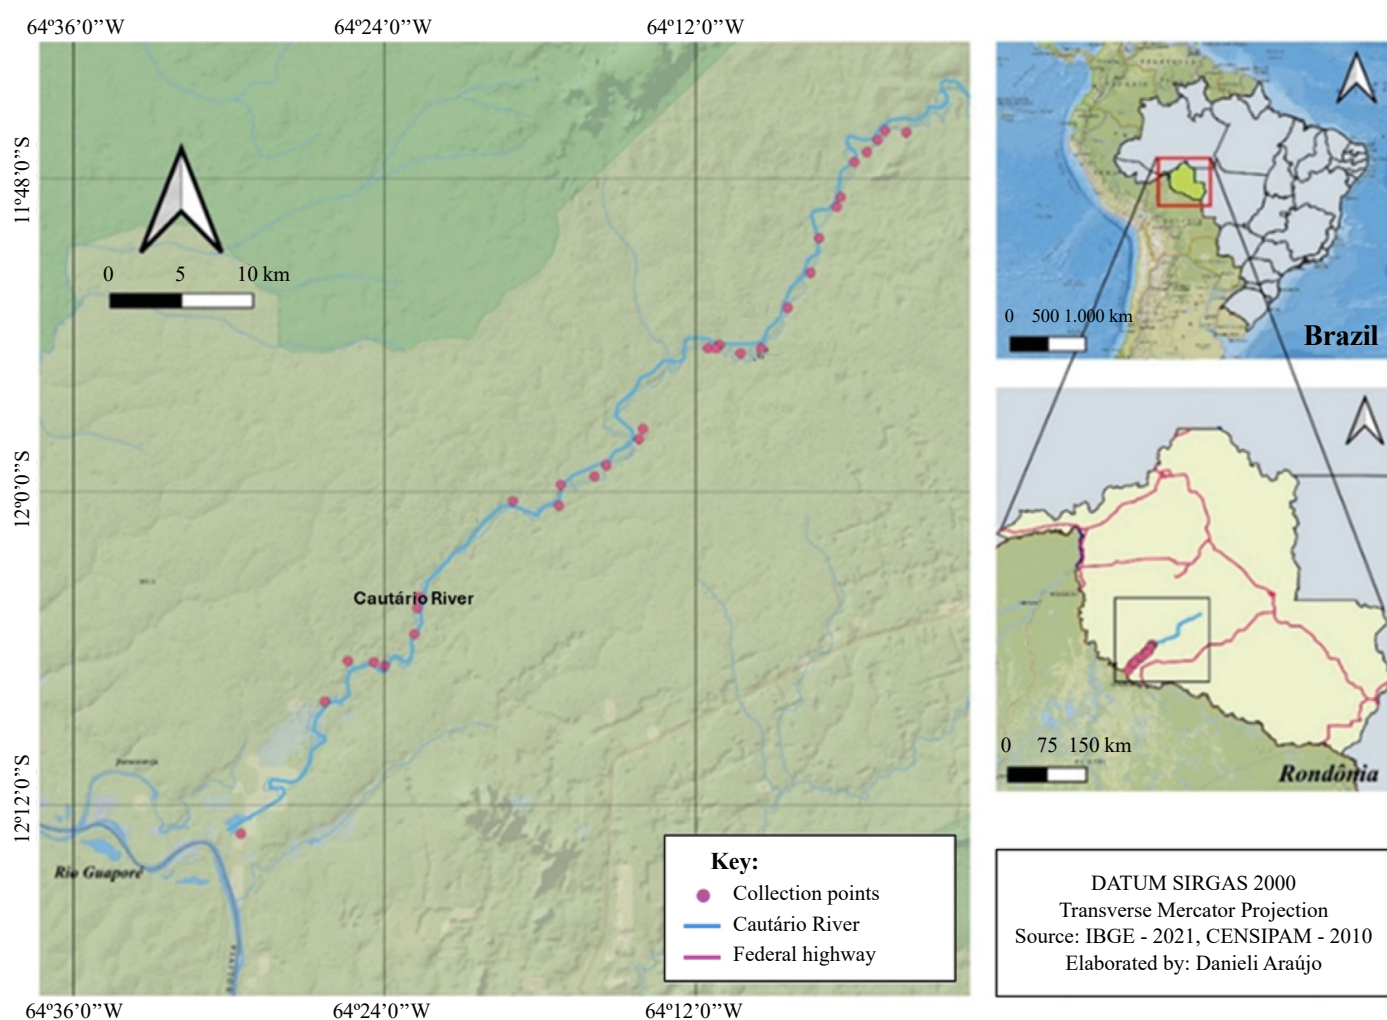 64º36’0’’W
64º24’0’’W
64º12’0’’W
11º48’0’’S
12º0’0’’S
12º12’0’’S
0 5 10 km
Cautário River
Rio Guaporé
Key:
Collection points
Cautário River
Federal highway
64º36’0’’W
64º24’0’’W
64º12’0’’W
0 500 1.000 km
Brazil
0 75 150 km
Rondônia
DATUM SIRGAS 2000
Transverse Mercator Projection
Source: IBGE - 2021, CENSIPAM - 2010
Elaborated by: Danieli Araújo